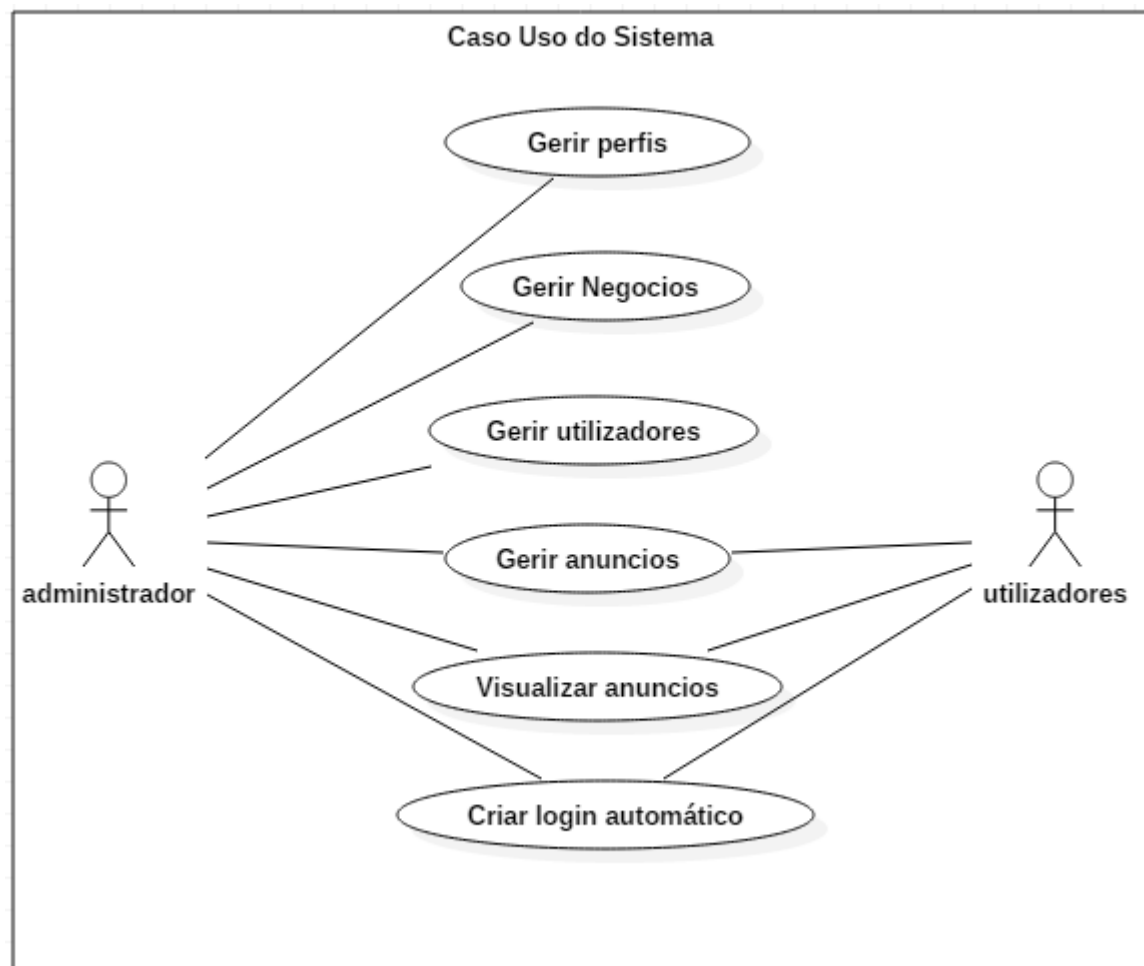 Caso Uso do Sistema
Gerir perfis
Gerir Negocios
Gerir utilizadores
Gerir anuncios
administrador
utilizadores
Visualizar anuncios
Criar login automático